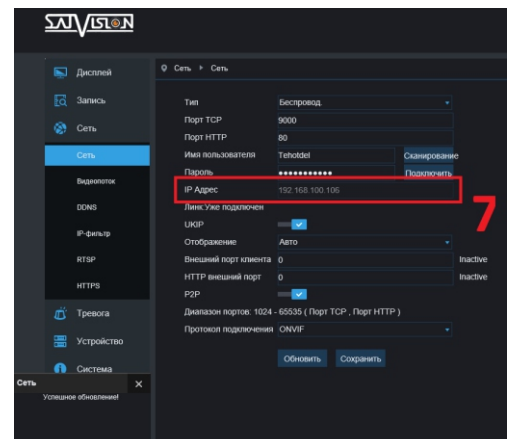 SATVISION
Дисплей
Запись
Сеть
Сеть
Видеопоток
DDNS
IP-фильтр
RTSP
HTTPS
Тревога
Устройство
Система
Сеть ×
Успешное обновление!
Сеть Сеть
Тип Беспровод.
Порт TCP 9000
Порт HTTP 80
Имя пользователя Tehotdel Сканирование
Пароль ●●●●●●●●●●● Подключить
IP Адрес 192.168.100.106
7
Линк:Уже подключен
UKIP
Отображение Авто
Внешний порт клиента 0 Inactive
HTTP внешний порт 0 Inactive
P2P
Диапазон портов: 1024 - 65535 ( Порт TCP , Порт HTTP )
Протокол подключения ONVIF
Обновить Сохранить